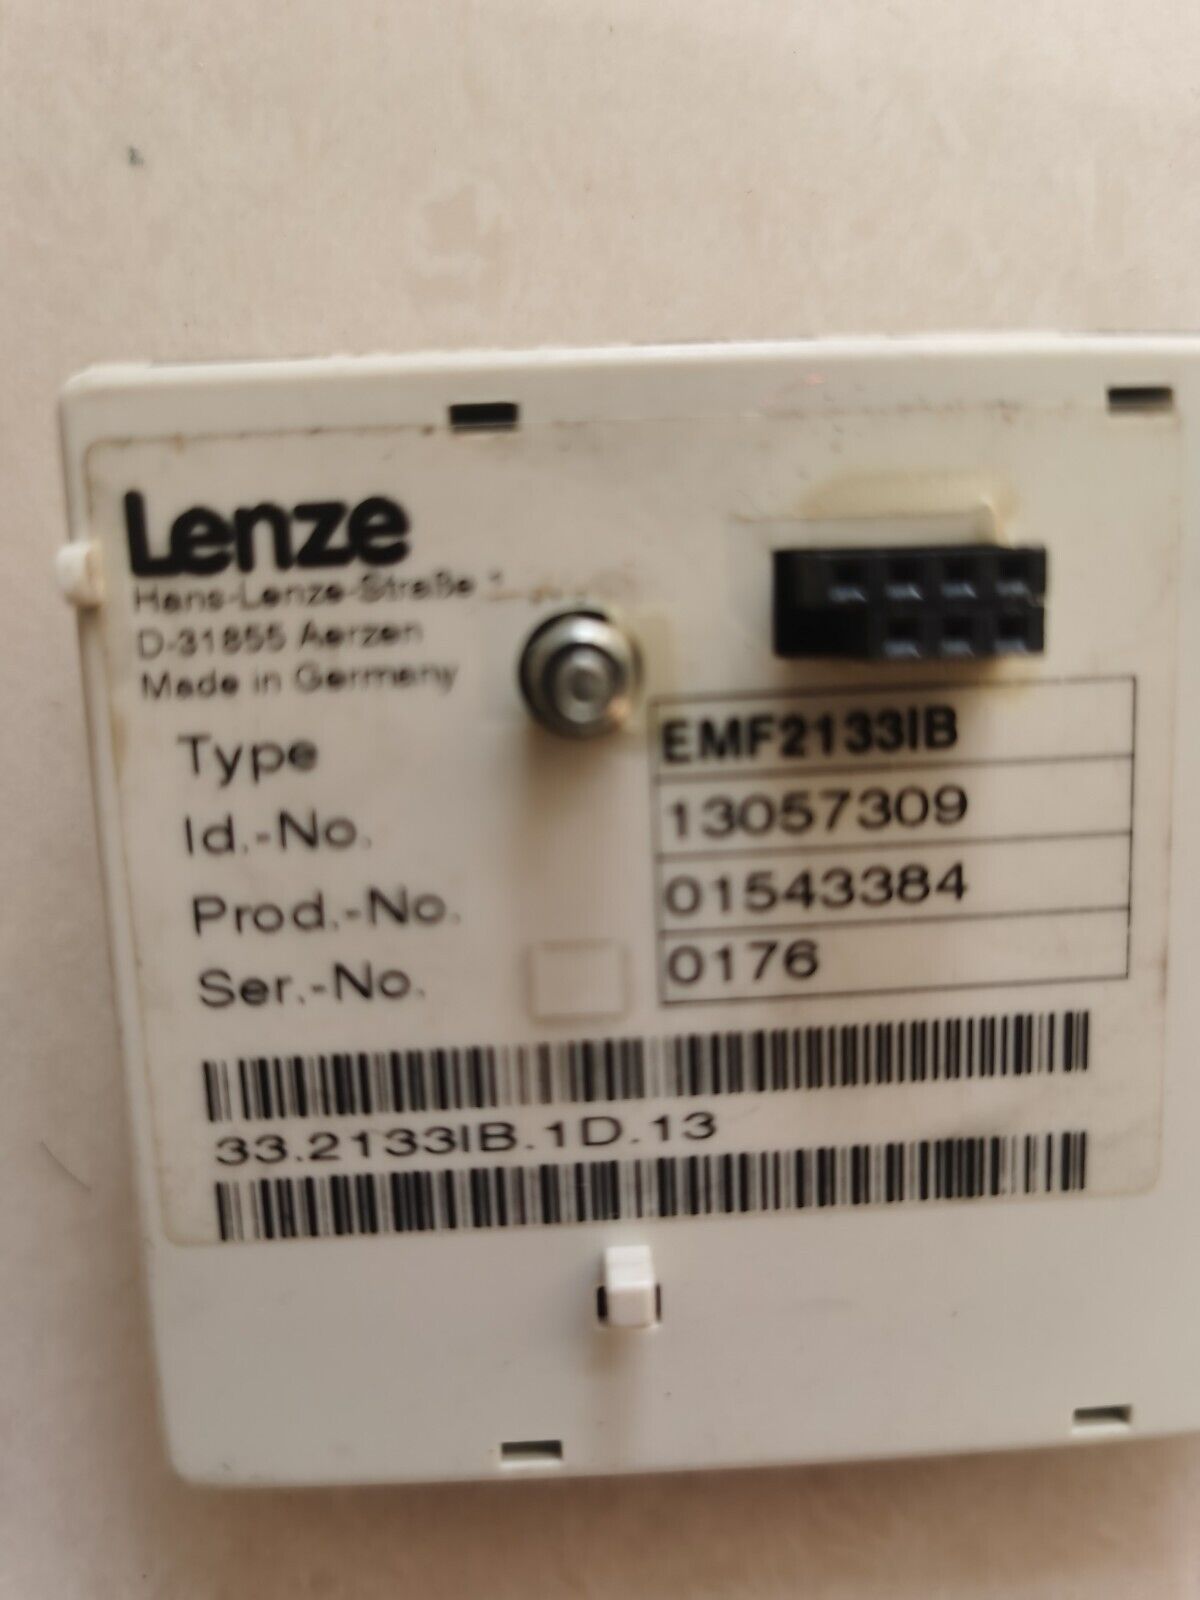 Lenze
Hans-Lenze-Straße 1
D-31855 Aerzen
Made in Germany
Type EMF2133IB
Id.-No. 13057309
Prod.-No. 01543384
Ser.-No. 0176
33.2133IB.1D.13